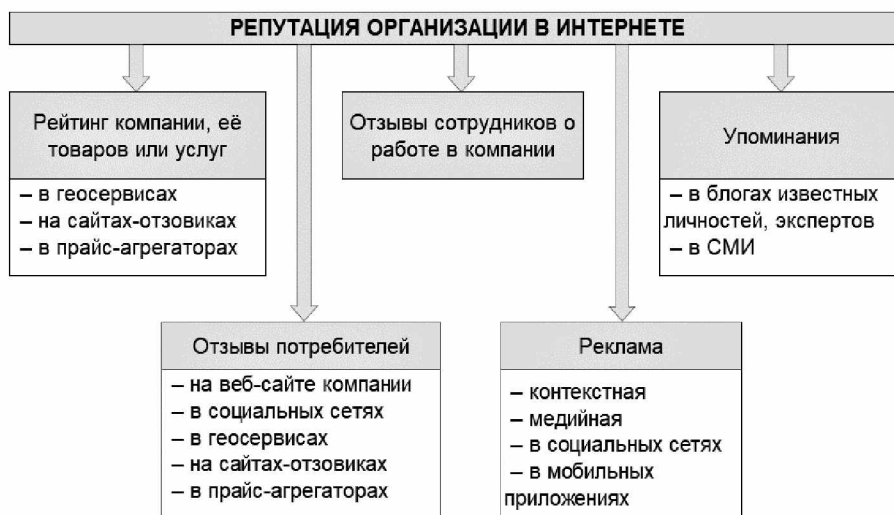 РЕПУТАЦИЯ ОРГАНИЗАЦИИ В ИНТЕРНЕТЕ
Рейтинг компании, её
товаров или услуг
– в геосервисах
– на сайтах-отзовиках
– в прайс-агрегаторах
Отзывы сотрудников о
работе в компании
Упоминания
– в блогах известных
личностей, экспертов
– в СМИ
Отзывы потребителей
– на веб-сайте компании
– в социальных сетях
– в геосервисах
– на сайтах-отзовиках
– в прайс-агрегаторах
Реклама
– контекстная
– медийная
– в социальных сетях
– в мобильных
приложениях